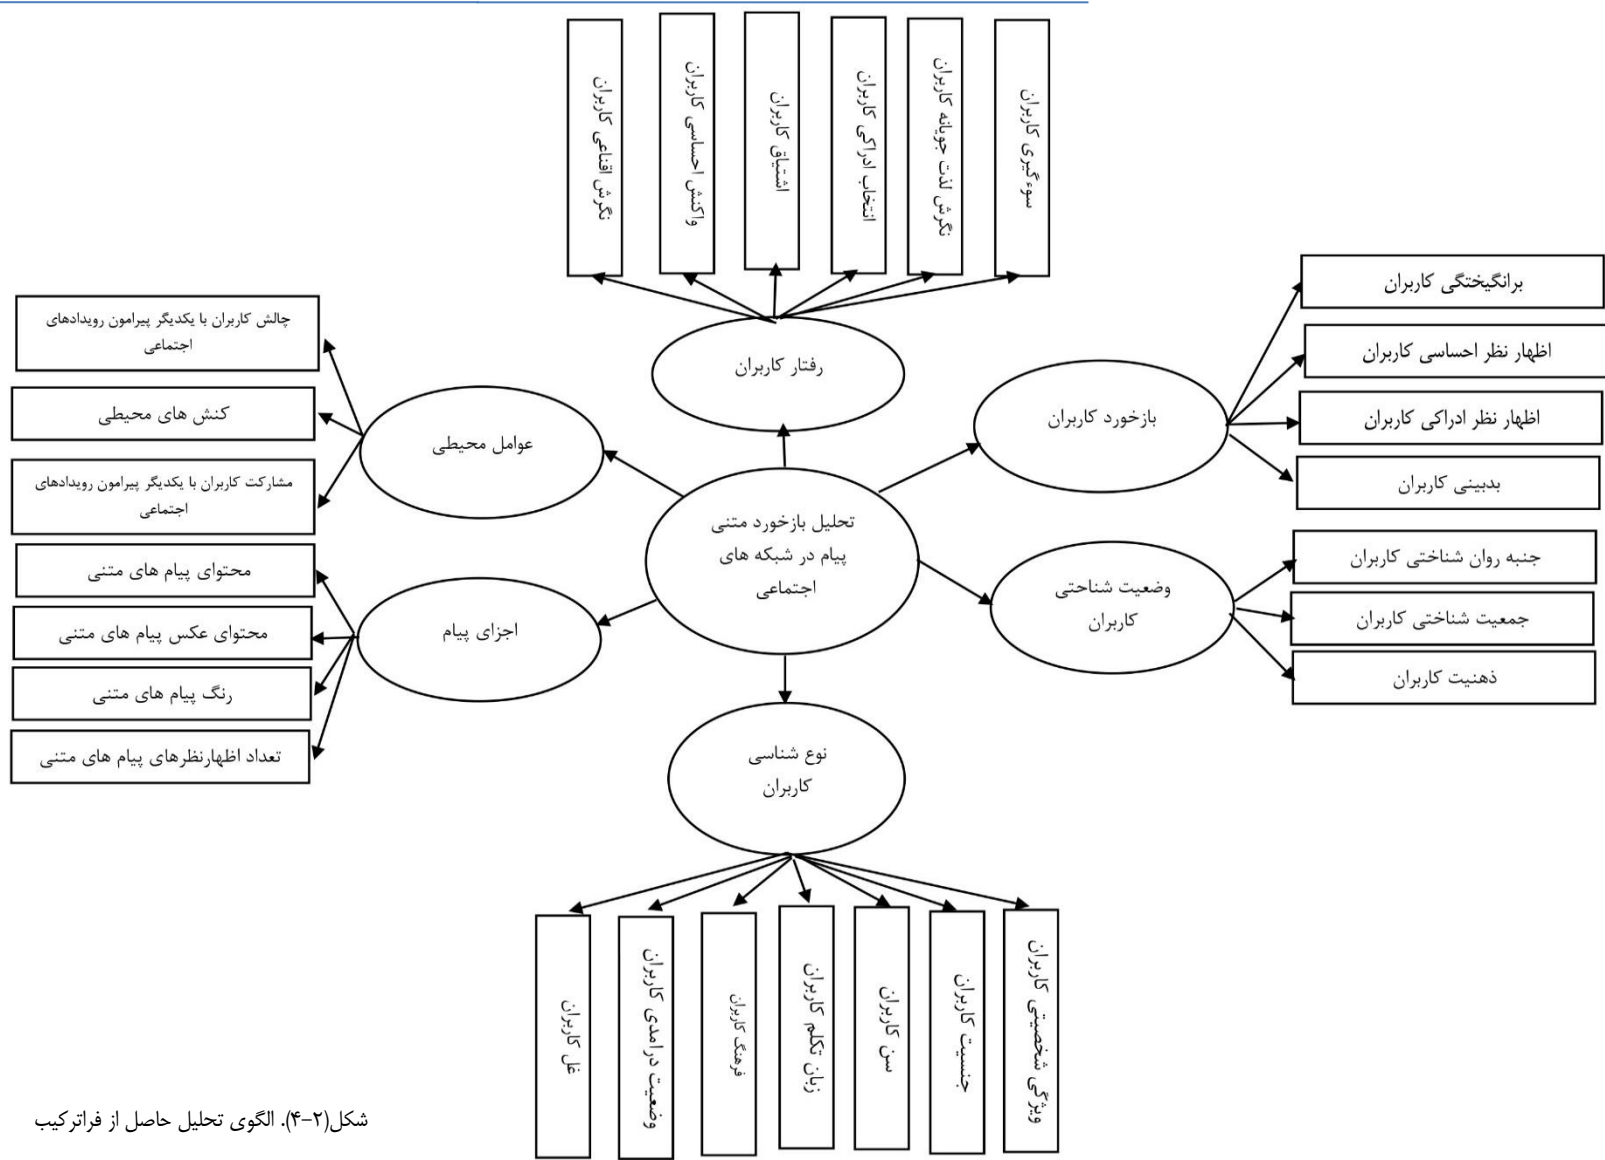 سوءگیری کاربران
نگرش لذت جویانه کاربران
انتخاب ادراکی کاربران
اشتیاق کاربران
واکنش احساسی کاربران
نگرش اقناعی کاربران
رفتار کاربران
برانگیختگی کاربران
اظهار نظر احساسی کاربران
اظهار نظر ادراکی کاربران
بدبینی کاربران
بازخورد کاربران
جنبه روان شناختی کاربران
جمعیت شناختی کاربران
ذهنیت کاربران
وضعیت شناختی
کاربران
تحلیل بازخورد متنی
پیام در شبکه های
اجتماعی
عوامل محیطی
چالش کاربران با یکدیگر پیرامون رویدادهای
اجتماعی
کنش های محیطی
مشارکت کاربران با یکدیگر پیرامون رویدادهای
اجتماعی
اجزای پیام
محتوای پیام های متنی
محتوای عکس پیام های متنی
رنگ پیام های متنی
تعداد اظهارنظرهای پیام های متنی
نوع شناسی
کاربران
ویژگی شخصیتی کاربران
جنسیت کاربران
سن کاربران
زبان تکلم کاربران
فرهنگ کاربران
وضعیت درامدی کاربران
غل کاربران
شکل(۲-۴). الگوی تحلیل حاصل از فراترکیب